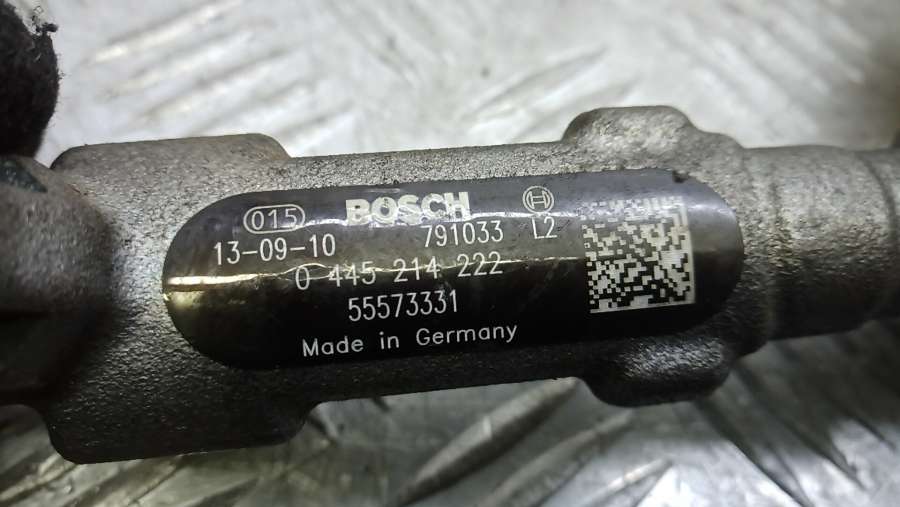 015 BOSCH
13-09-10 791033 L2
0 445 214 222
55573331
Made in Germany